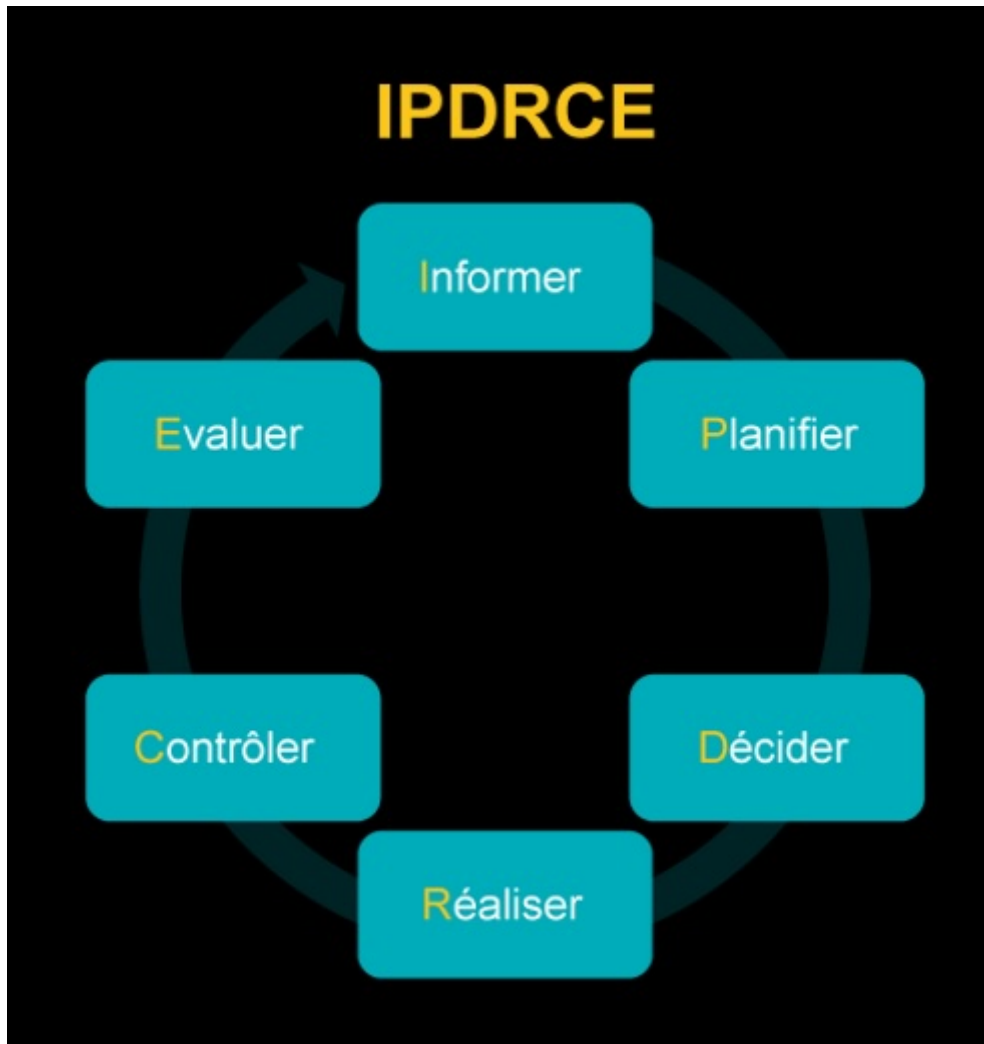 IPDRCE
Informer
Planifier
Décider
Réaliser
Contrôler
Evaluer